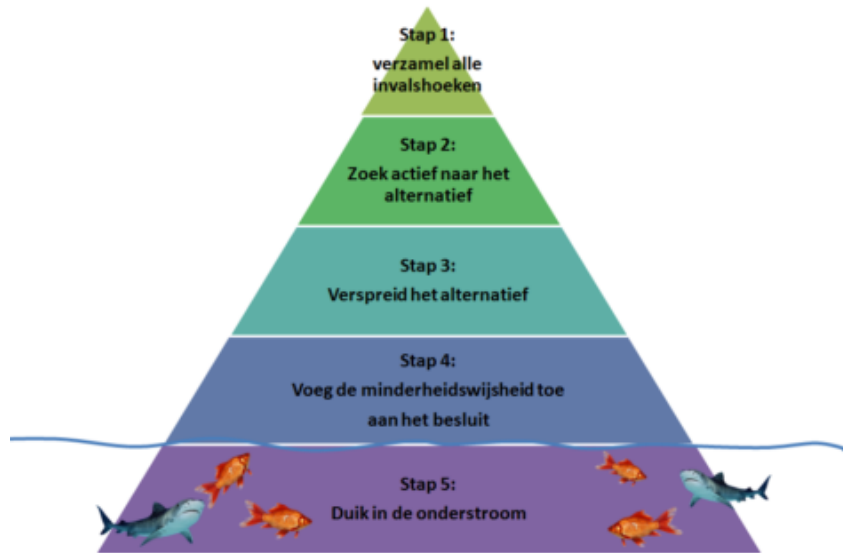 Stap 1:
verzamel alle
invalshoeken
Stap 2:
Zoek actief naar het
alternatief
Stap 3:
Verspreid het alternatief
Stap 4:
Voeg de minderheidswijsheid toe
aan het besluit
Stap 5:
Duik in de onderstroom